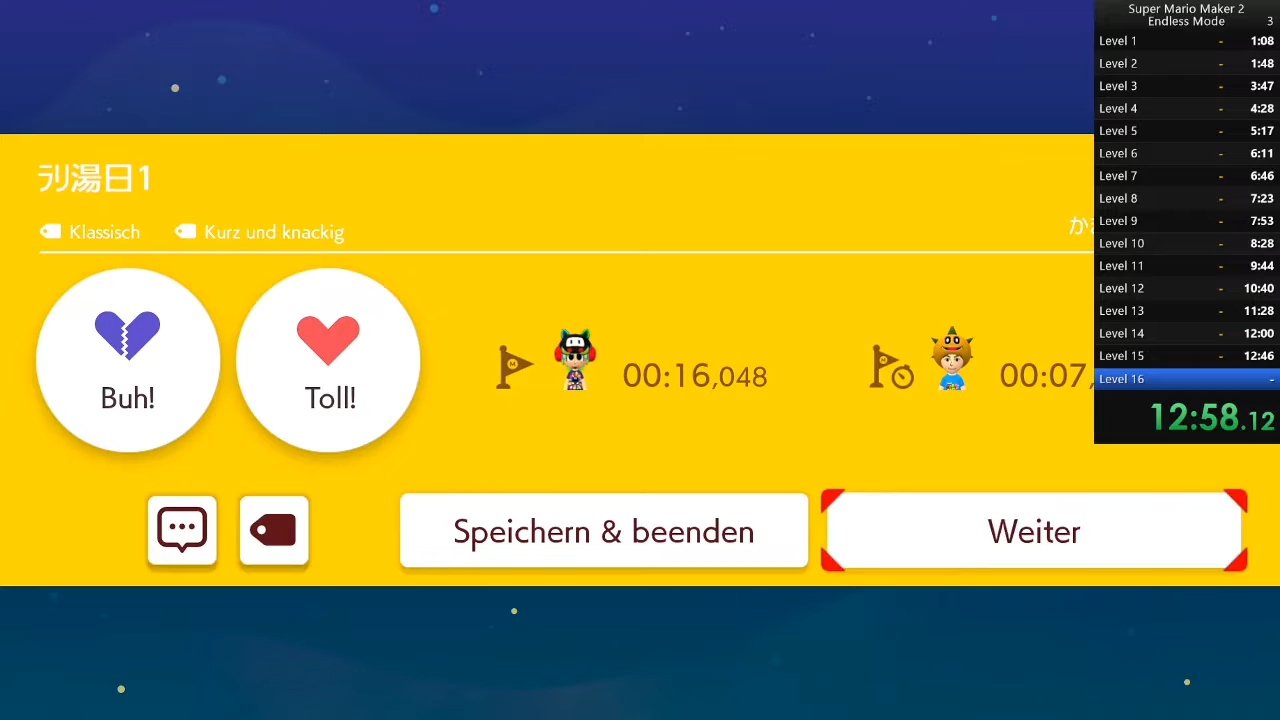 ラリ湯日1
Klassisch
Kurz und knackig
Buh!
Toll!
M
00:16,048
M
00:07,
Speichern & beenden
Weiter
Super Mario Maker 2
Endless Mode 3
Level 1 - 1:08
Level 2 - 1:48
Level 3 - 3:47
Level 4 - 4:28
Level 5 - 5:17
Level 6 - 6:11
Level 7 - 6:46
Level 8 - 7:23
Level 9 - 7:53
Level 10 - 8:28
Level 11 - 9:44
Level 12 - 10:40
Level 13 - 11:28
Level 14 - 12:00
Level 15 - 12:46
Level 16 -
12:58.12